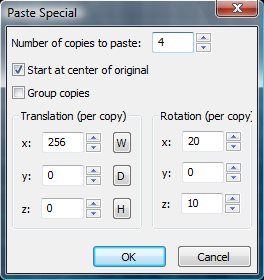 Paste Special
Number of copies to paste: 4
Start at center of original
Group copies
Translation (per copy)
x: 256 W
y: 0 D
z: 0 H
Rotation (per copy)
x: 20
y: 0
z: 10
OK Cancel